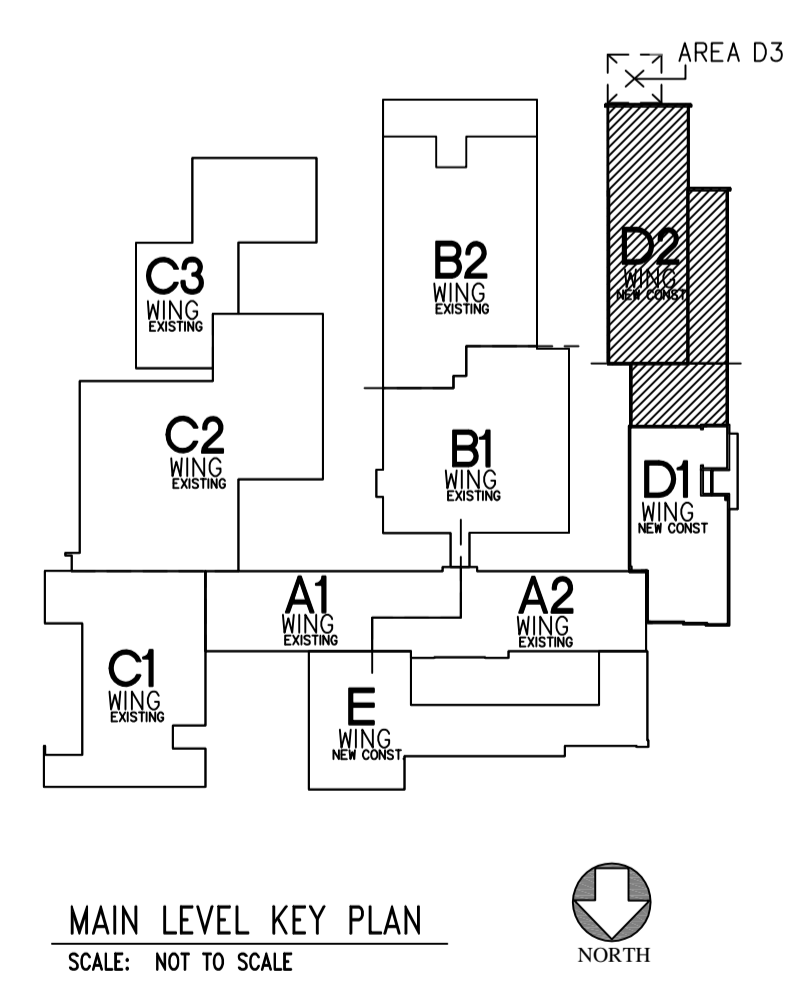 AREA D3
D2
WING
NEW CONST
B2
WING
EXISTING
C3
WING
EXISTING
C2
WING
EXISTING
B1
WING
EXISTING
D1
WING
NEW CONST
A1
WING
EXISTING
A2
WING
EXISTING
C1
WING
EXISTING
E
WING
NEW CONST.
MAIN LEVEL KEY PLAN
SCALE: NOT TO SCALE
NORTH